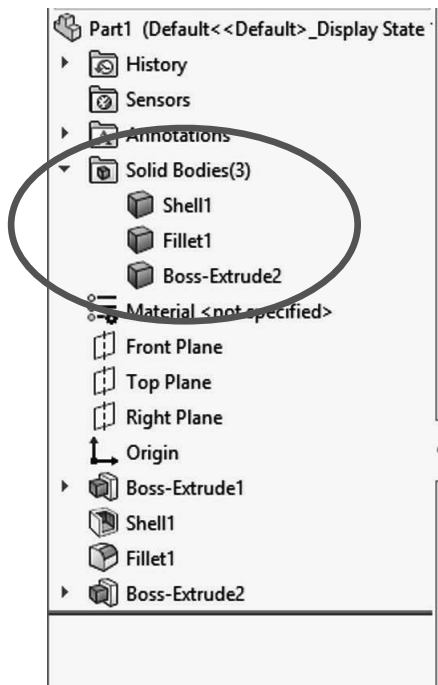 Part1 (Default<<Default>_Display State
History
Sensors
Annotations
Solid Bodies(3)
Shell1
Fillet1
Boss-Extrude2
Material <not specified>
Front Plane
Top Plane
Right Plane
Origin
Boss-Extrude1
Shell1
Fillet1
Boss-Extrude2